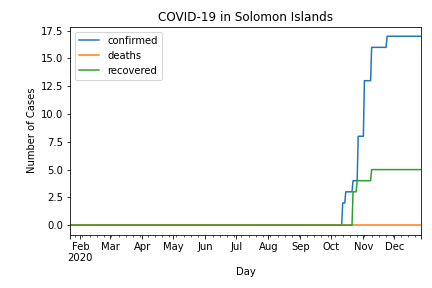 COVID-19 in Solomon Islands
confirmed
deaths
recovered
Number of Cases
17.5
15.0
12.5
10.0
7.5
5.0
2.5
0.0
Feb Mar Apr May Jun Jul Aug Sep Oct Nov Dec
2020
Day